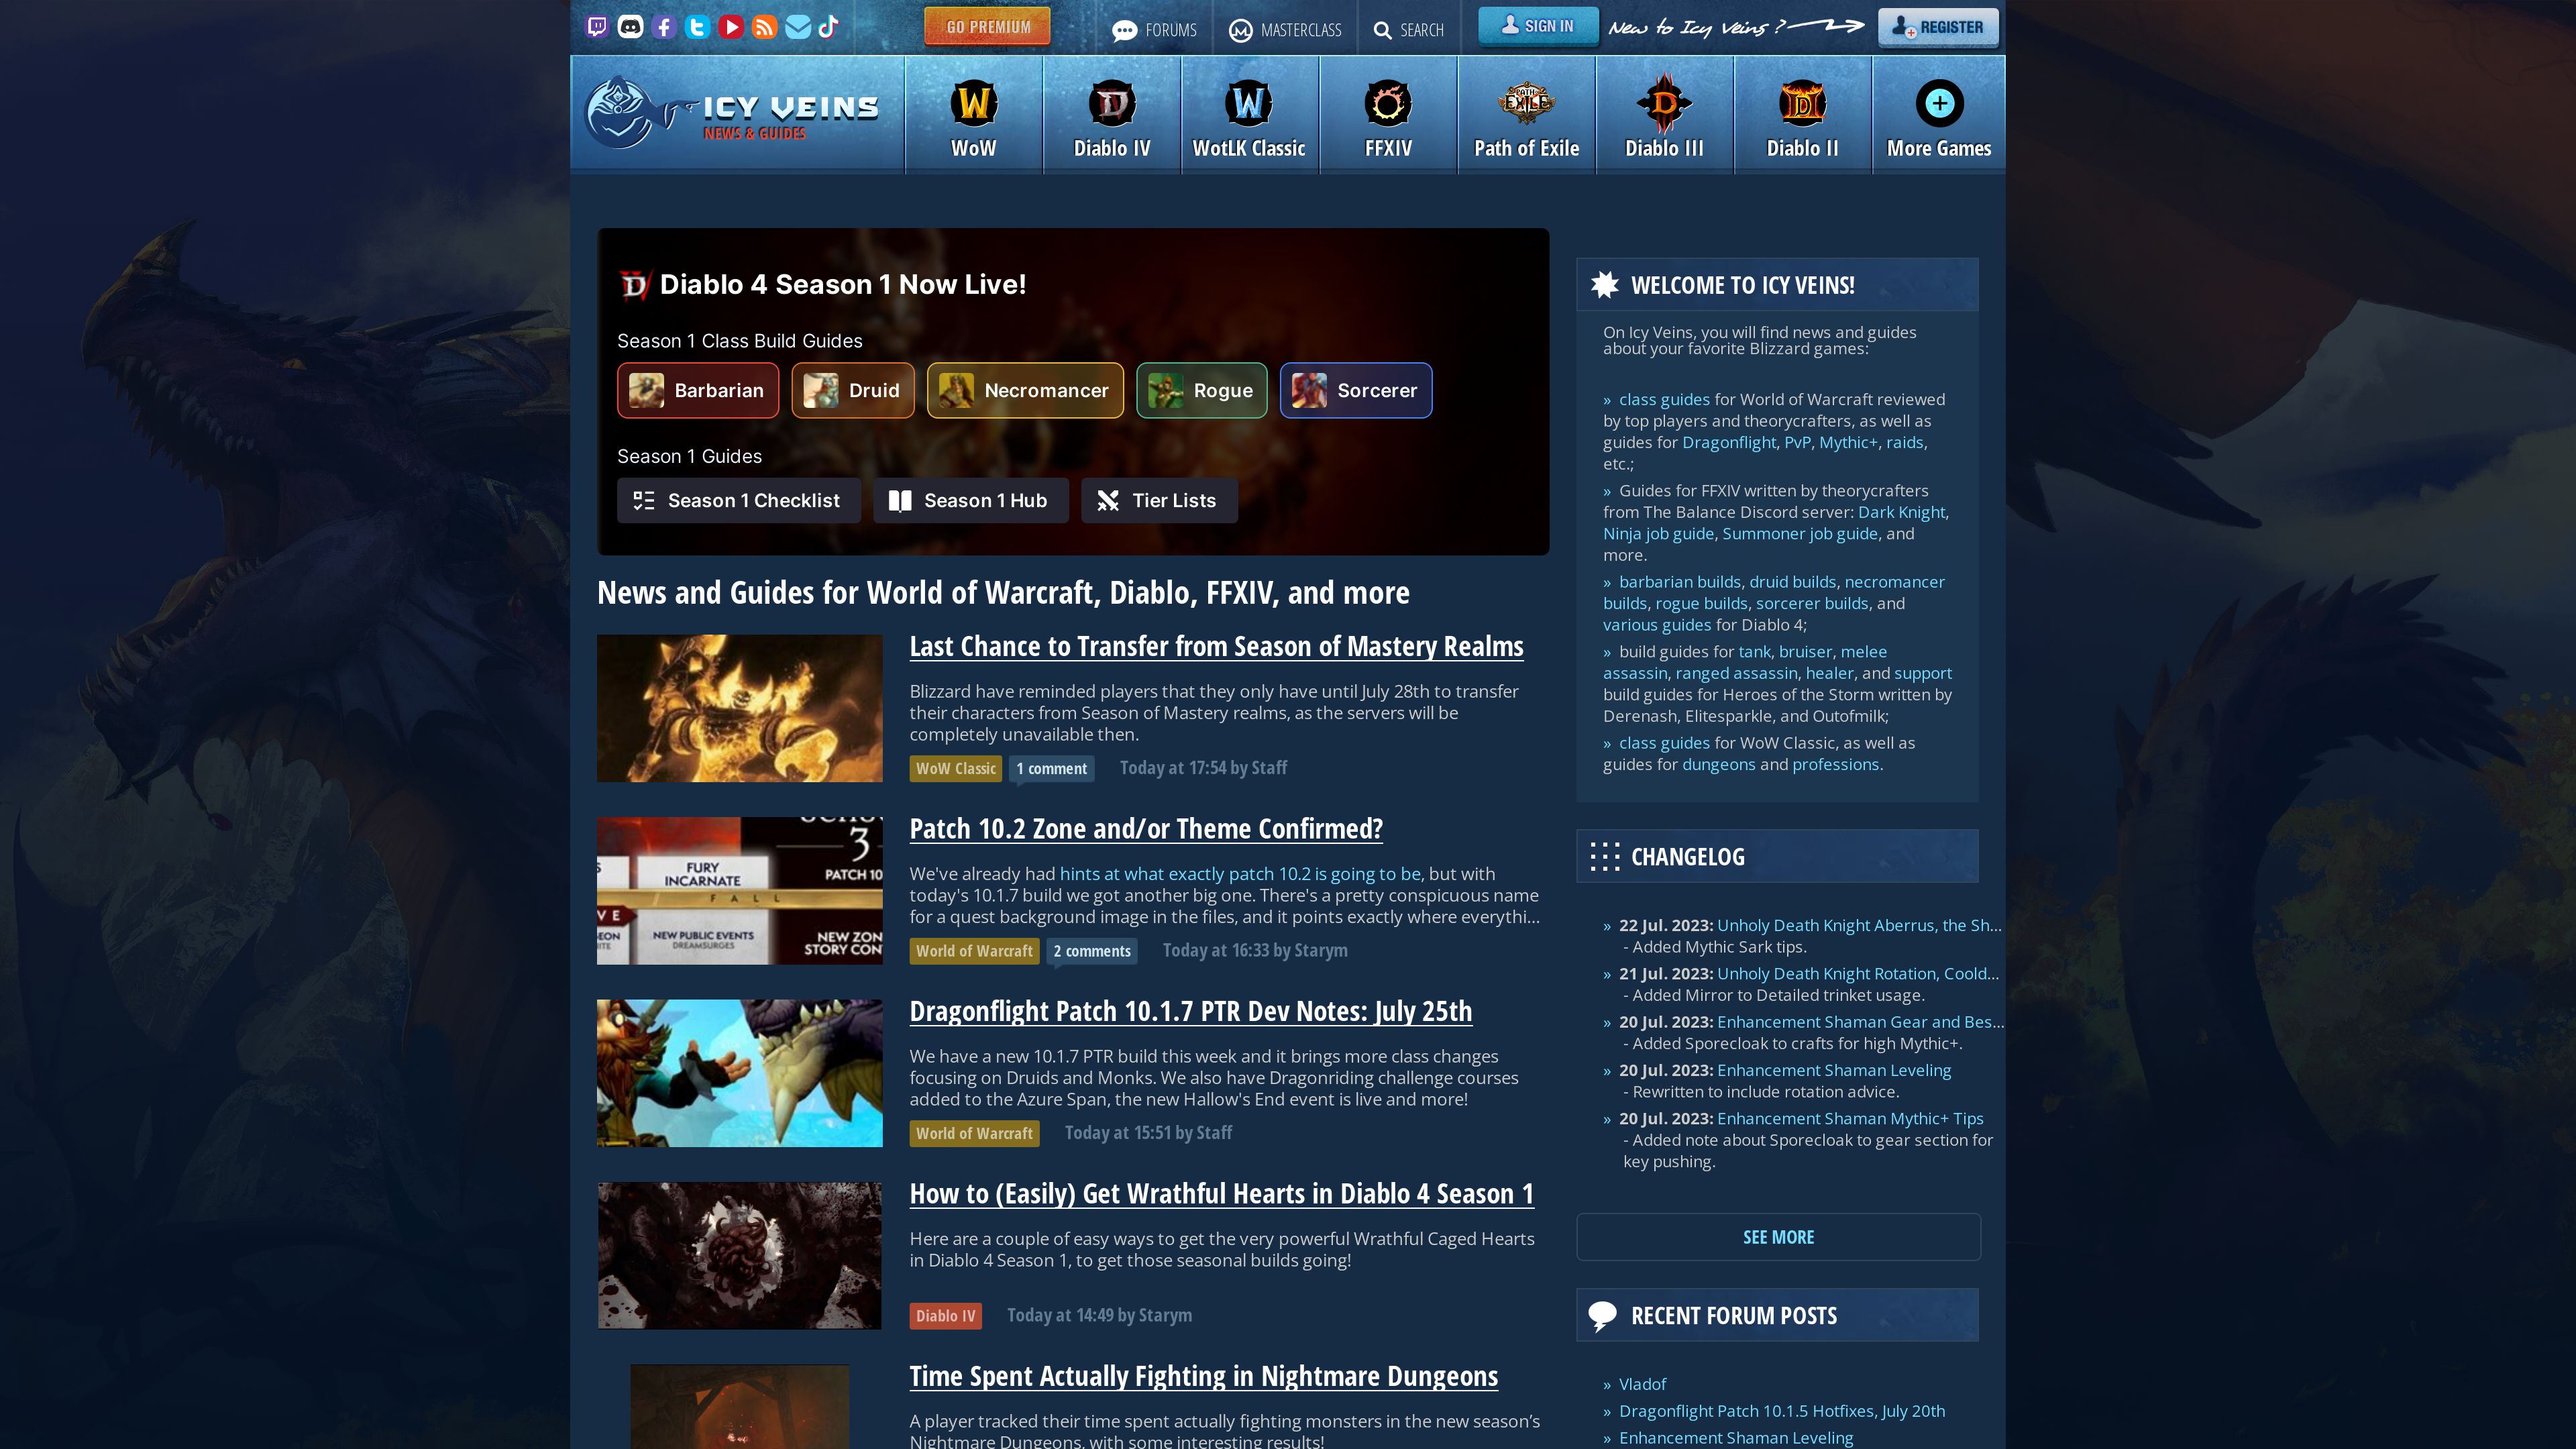 GO PREMIUM
FORUMS
MASTERCLASS
SEARCH
SIGN IN
New to Icy Veins ?
REGISTER
ICY VEINS
NEWS & GUIDES
WoW
Diablo IV
WotLK Classic
FFXIV
PATH OF EXILE
Path of Exile
Diablo III
Diablo II
More Games
Diablo 4 Season 1 Now Live!
Season 1 Class Build Guides
Barbarian
Druid
Necromancer
Rogue
Sorcerer
Season 1 Guides
Season 1 Checklist
Season 1 Hub
Tier Lists
News and Guides for World of Warcraft, Diablo, FFXIV, and more
Last Chance to Transfer from Season of Mastery Realms
Blizzard have reminded players that they only have until July 28th to transfer
their characters from Season of Mastery realms, as the servers will be
completely unavailable then.
WoW Classic
1 comment
Today at 17:54 by Staff
3
FURY
INCARNATE
PATCH 10
FALL
VE
EON
NEW PUBLIC EVENTS
DREAMSURGES
NEW ZON
STORY CON
Patch 10.2 Zone and/or Theme Confirmed?
We've already had hints at what exactly patch 10.2 is going to be, but with
today's 10.1.7 build we got another big one. There's a pretty conspicuous name
for a quest background image in the files, and it points exactly where everythi...
World of Warcraft
2 comments
Today at 16:33 by Starym
Dragonflight Patch 10.1.7 PTR Dev Notes: July 25th
We have a new 10.1.7 PTR build this week and it brings more class changes
focusing on Druids and Monks. We also have Dragonriding challenge courses
added to the Azure Span, the new Hallow's End event is live and more!
World of Warcraft
Today at 15:51 by Staff
How to (Easily) Get Wrathful Hearts in Diablo 4 Season 1
Here are a couple of easy ways to get the very powerful Wrathful Caged Hearts
in Diablo 4 Season 1, to get those seasonal builds going!
Diablo IV
Today at 14:49 by Starym
Time Spent Actually Fighting in Nightmare Dungeons
A player tracked their time spent actually fighting monsters in the new season's
Nightmare Dungeons, with some interesting results!
WELCOME TO ICY VEINS!
On Icy Veins, you will find news and guides
about your favorite Blizzard games:
» class guides for World of Warcraft reviewed
by top players and theorycrafters, as well as
guides for Dragonflight, PvP, Mythic+, raids,
etc.;
» Guides for FFXIV written by theorycrafters
from The Balance Discord server: Dark Knight,
Ninja job guide, Summoner job guide, and
more.
» barbarian builds, druid builds, necromancer
builds, rogue builds, sorcerer builds, and
various guides for Diablo 4;
» build guides for tank, bruiser, melee
assassin, ranged assassin, healer, and support
build guides for Heroes of the Storm written by
Derenash, Elitesparkle, and Outofmilk;
» class guides for WoW Classic, as well as
guides for dungeons and professions.
CHANGELOG
» 22 Jul. 2023: Unholy Death Knight Aberrus, the Sh...
- Added Mythic Sark tips.
» 21 Jul. 2023: Unholy Death Knight Rotation, Coold...
- Added Mirror to Detailed trinket usage.
» 20 Jul. 2023: Enhancement Shaman Gear and Bes...
- Added Sporecloak to crafts for high Mythic+.
» 20 Jul. 2023: Enhancement Shaman Leveling
- Rewritten to include rotation advice.
» 20 Jul. 2023: Enhancement Shaman Mythic+ Tips
- Added note about Sporecloak to gear section for
key pushing.
SEE MORE
RECENT FORUM POSTS
» Vladof
» Dragonflight Patch 10.1.5 Hotfixes, July 20th
» Enhancement Shaman Leveling